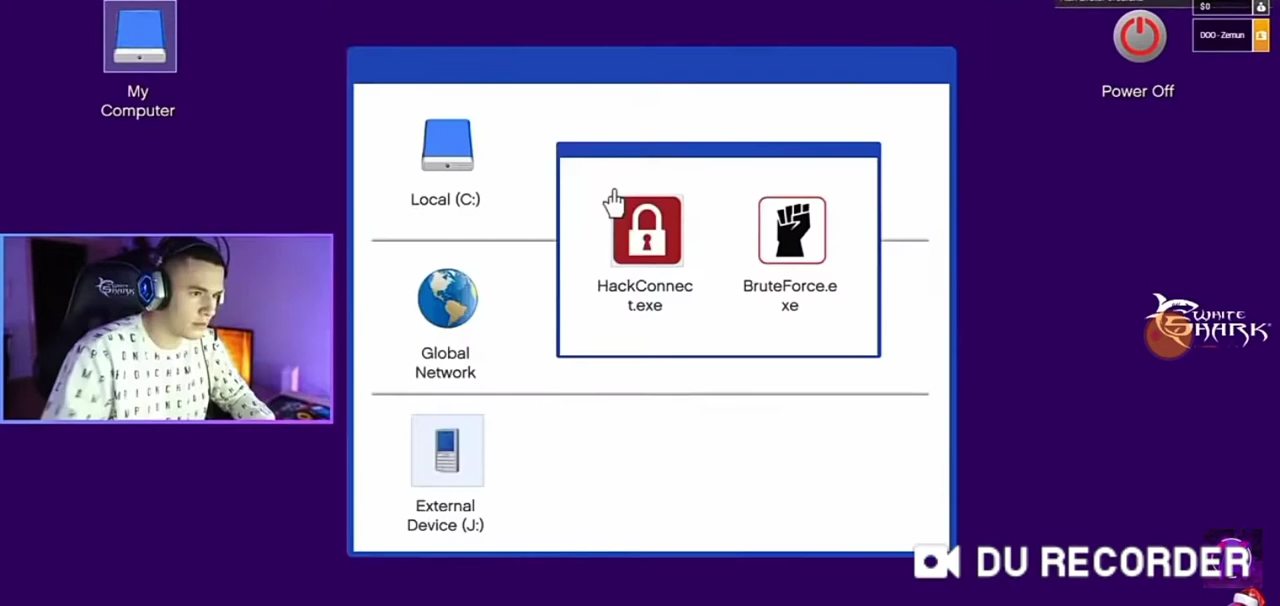 $0
DOO - Zemun
My
Computer
Power Off
Local (C:)
HackConnec
t.exe
BruteForce.e
xe
Global
Network
External
Device (J:)
WHITE
SHARK
SHARK
DU RECORDER